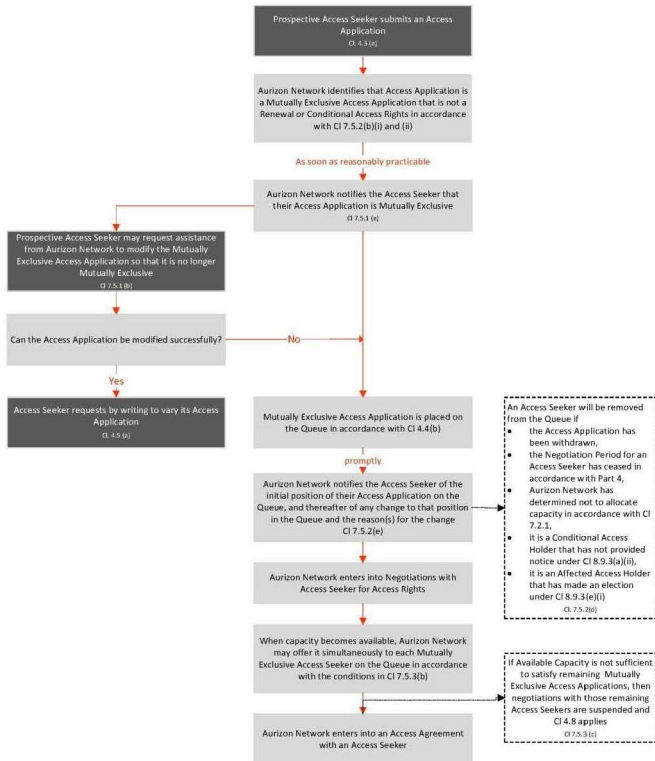 Prospective Access Seeker submits an Access
Application
Cl. 4.3 (a)
Aurizon Network identifies that Access Application is
a Mutually Exclusive Access Application that is not a
Renewal or Conditional Access Rights in accordance
with Cl 7.5.2(b)(i) and (ii)
As soon as reasonably practicable
Aurizon Network notifies the Access Seeker that
their Access Application is Mutually Exclusive
Cl 7.5.1 (a)
Prospective Access Seeker may request assistance
from Aurizon Network to modify the Mutually
Exclusive Access Application so that it is no longer
Mutually Exclusive
Cl 7.5.1 (b)
Can the Access Application be modified successfully?
No
Yes
Access Seeker requests by writing to vary its Access
Application
Cl. 4.5 (a)
Mutually Exclusive Access Application is placed on
the Queue in accordance with Cl 4.4(b)
promptly
Aurizon Network notifies the Access Seeker of the
initial position of their Access Application on the
Queue, and thereafter of any change to that position
in the Queue and the reason(s) for the change
Cl 7.5.2(e)
An Access Seeker will be removed
from the Queue if
• the Access Application has
been withdrawn,
• the Negotiation Period for an
Access Seeker has ceased in
accordance with Part 4,
• Aurizon Network has
determined not to allocate
capacity in accordance with Cl
7.2.1,
• it is a Conditional Access
Holder that has not provided
notice under Cl 8.9.3(a)(ii),
• it is an Affected Access Holder
that has made an election
under Cl 8.9.3(e)(i)
Cl. 7.5.2(d)
Aurizon Network enters into Negotiations with
Access Seeker for Access Rights
When capacity becomes available, Aurizon Network
may offer it simultaneously to each Mutually
Exclusive Access Seeker on the Queue in accordance
with the conditions in Cl 7.5.3(b)
If Available Capacity is not sufficient
to satisfy remaining Mutually
Exclusive Access Applications, then
negotiations with those remaining
Access Seekers are suspended and
Cl 4.8 applies
Cl 7.5.3 (c)
Aurizon Network enters into an Access Agreement
with an Access Seeker